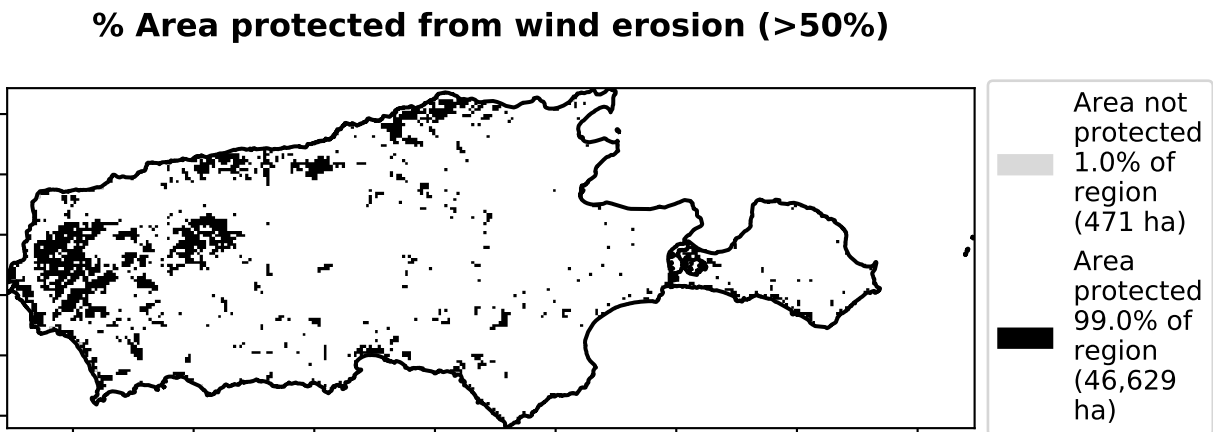 % Area protected from wind erosion (>50%)
Area not
protected
1.0% of
region
(471 ha)
Area
protected
99.0% of
region
(46,629
ha)